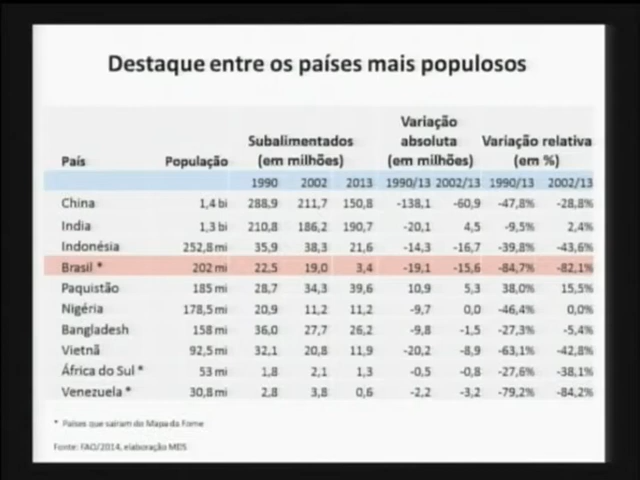 Destaque entre os países mais populosos
País População Subalimentados (em milhões) Variação absoluta (em milhões) Variação relativa (em %)
1990 2002 2013 1990/13 2002/13 1990/13 2002/13
China 1,4 bi 288,9 211,7 150,8 -138,1 -60,9 -47,8% -28,8%
India 1,3 bi 210,8 186,2 190,7 -20,1 4,5 -9,5% 2,4%
Indonésia 252,8 mi 35,9 38,3 21,6 -14,3 -16,7 -39,8% -43,6%
Brasil * 202 mi 22,5 19,0 3,4 -19,1 -15,6 -84,7% -82,1%
Paquistão 185 mi 28,7 34,3 39,6 10,9 5,3 38,0% 15,5%
Nigéria 178,5 mi 20,9 11,2 11,2 -9,7 0,0 -46,4% 0,0%
Bangladesh 158 mi 36,0 27,7 26,2 -9,8 -1,5 -27,3% -5,4%
Vietnã 92,5 mi 32,1 20,8 11,9 -20,2 -8,9 -63,1% -42,8%
África do Sul * 53 mi 1,8 2,1 1,3 -0,5 -0,8 -27,6% -38,1%
Venezuela * 30,8 mi 2,8 3,8 0,6 -2,2 -3,2 -79,2% -84,2%
* Países que saíram do Mapa da Fome
Fonte: FAO/2014, elaboração MDS